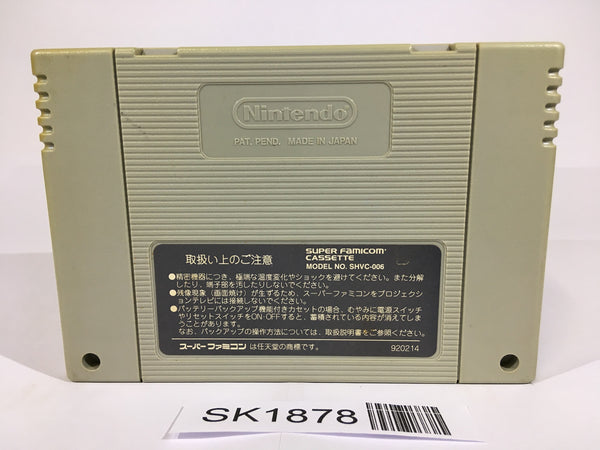 Nintendo
PAT. PEND. MADE IN JAPAN
取扱い上のご注意
SUPER FAMICOM
CASSETTE
MODEL NO. SHVC-006
●精密機器につき、極端な温度変化やショックを避けてください。また分解
したり、端子部を汚したりしないでください。
●残像現象(画面焼け)が生ずるため、スーパーファミコンをプロジェクシ
ョンテレビには接続しないでください。
●バッテリーバックアップ機能付きカセットの場合、むやみに電源スイッチ
やリセットスイッチをON・OFFすると、蓄積されている内容が消えてしま
うことがあります。
なお、バックアップの操作方法については、取扱説明書をご参照ください。
スーパーファミコン は任天堂の商標です。
920214
SK1878